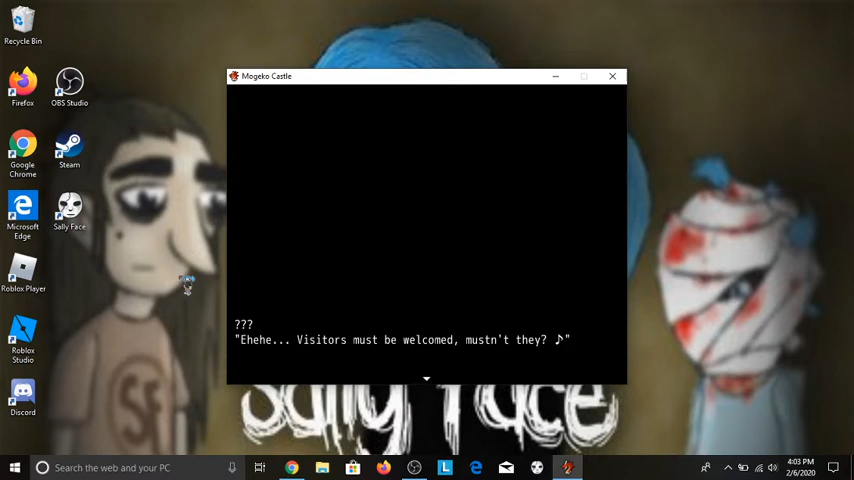 Recycle Bin
Firefox
OBS Studio
Google
Chrome
Steam
Microsoft
Edge
Sally Face
Roblox Player
Roblox
Studio
Discord
Mogeko Castle
???
"Ehehe... Visitors must be welcomed, mustn't they? ♪"
SF
Sally Face
Search the web and your PC
L
4:03 PM
2/6/2020